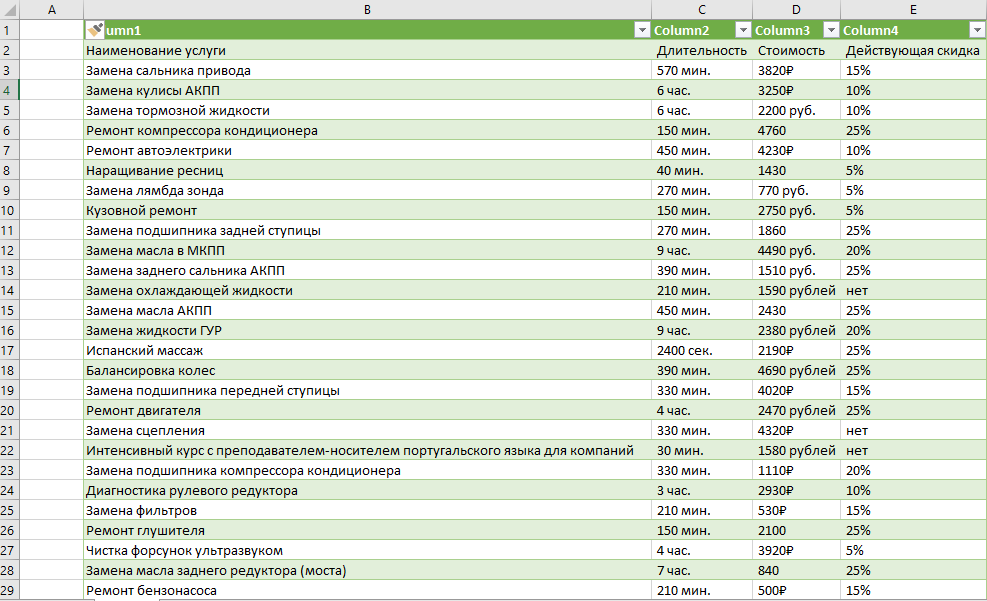 A B C D E
1 umn1 Column2 Column3 Column4
2 Наименование услуги Длительность Стоимость Действующая скидка
3 Замена сальника привода 570 мин. 3820₽ 15%
4 Замена кулисы АКПП 6 час. 3250₽ 10%
5 Замена тормозной жидкости 6 час. 2200 руб. 10%
6 Ремонт компрессора кондиционера 150 мин. 4760 25%
7 Ремонт автоэлектрики 450 мин. 4230₽ 10%
8 Наращивание ресниц 40 мин. 1430 5%
9 Замена лямбда зонда 270 мин. 770 руб. 5%
10 Кузовной ремонт 150 мин. 2750 руб. 5%
11 Замена подшипника задней ступицы 270 мин. 1860 25%
12 Замена масла в МКПП 9 час. 4490 руб. 20%
13 Замена заднего сальника АКПП 390 мин. 1510 руб. 25%
14 Замена охлаждающей жидкости 210 мин. 1590 рублей нет
15 Замена масла АКПП 450 мин. 2430 25%
16 Замена жидкости ГУР 9 час. 2380 рублей 20%
17 Испанский массаж 2400 сек. 2190₽ 25%
18 Балансировка колес 390 мин. 4690 рублей 25%
19 Замена подшипника передней ступицы 330 мин. 4020₽ 15%
20 Ремонт двигателя 4 час. 2470 рублей 25%
21 Замена сцепления 330 мин. 4320₽ нет
22 Интенсивный курс с преподавателем-носителем португальского языка для компаний 30 мин. 1580 рублей нет
23 Замена подшипника компрессора кондиционера 330 мин. 1110₽ 20%
24 Диагностика рулевого редуктора 3 час. 2930₽ 10%
25 Замена фильтров 210 мин. 530₽ 15%
26 Ремонт глушителя 150 мин. 2100 25%
27 Чистка форсунок ультразвуком 4 час. 3920₽ 5%
28 Замена масла заднего редуктора (моста) 7 час. 840 25%
29 Ремонт бензонасоса 210 мин. 500₽ 15%